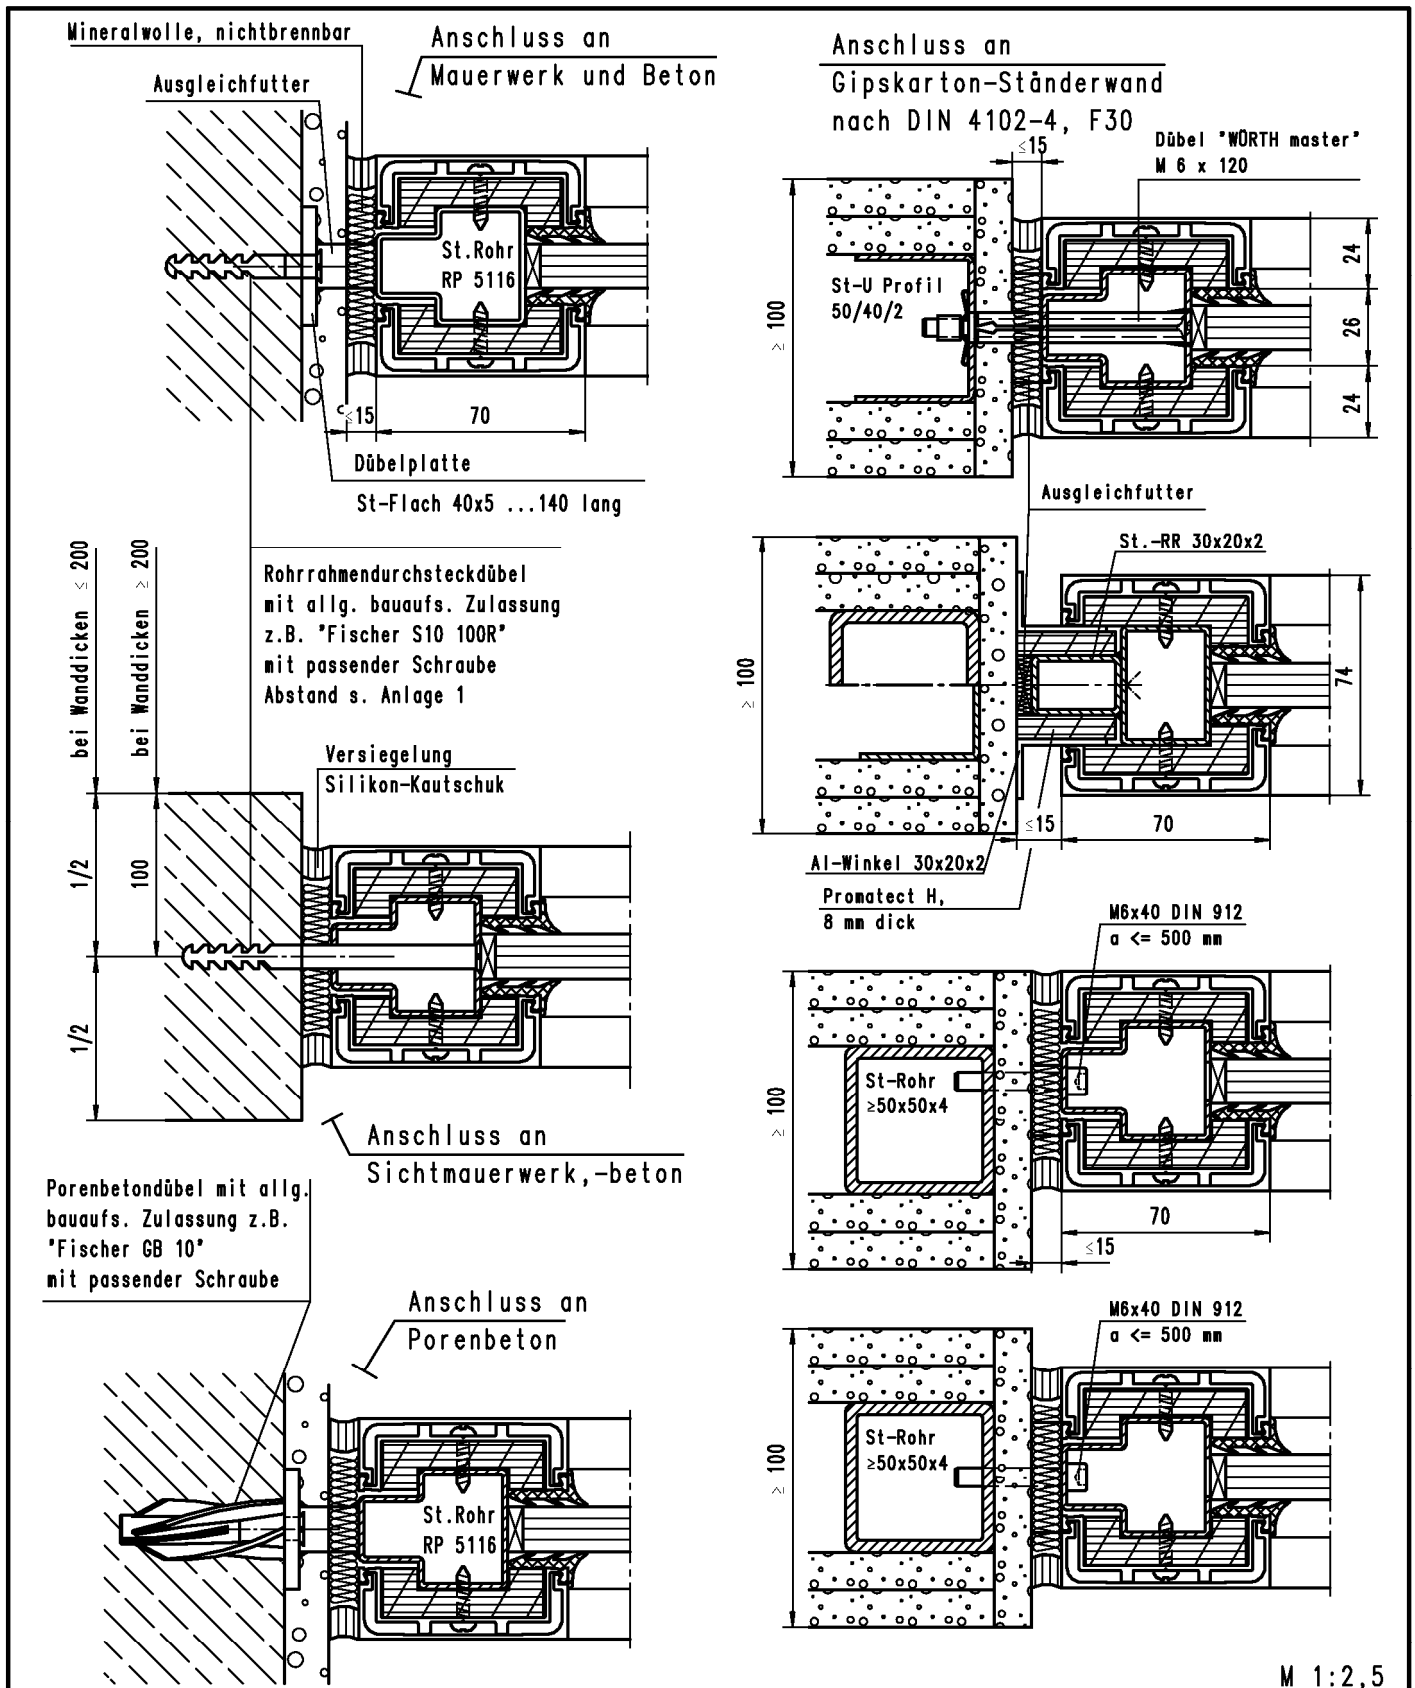 Mineralwolle, nichtbrennbar
Ausgleichfutter
Anschluss an
Mauerwerk und Beton
St.Rohr
RP 5116
≤15
70
Dübelplatte
St-Flach 40x5 ...140 lang
bei Wanddicken ≤ 200
bei Wanddicken ≥ 200
Rohrrahmendurchsteckdübel
mit allg. bauaufs. Zulassung
z.B. "Fischer S10 100R"
mit passender Schraube
Abstand s. Anlage 1
Versiegelung
Silikon-Kautschuk
1/2
100
1/2
Anschluss an
Sichtmauerwerk,-beton
Porenbetondübel mit allg.
bauaufs. Zulassung z.B.
"Fischer GB 10"
mit passender Schraube
Anschluss an
Porenbeton
St.Rohr
RP 5116
Anschluss an
Gipskarton-Ständerwand
nach DIN 4102-4, F30
≤15
Dübel "WÜRTH master"
M 6 x 120
St-U Profil
50/40/2
≥ 100
24
26
24
Ausgleichfutter
St.-RR 30x20x2
≥ 100
74
≤15
70
Al-Winkel 30x20x2
Promatect H,
8 mm dick
M6x40 DIN 912
a <= 500 mm
St-Rohr
≥50x50x4
≥ 100
70
≤15
M6x40 DIN 912
a <= 500 mm
St-Rohr
≥50x50x4
≥ 100
M 1:2,5